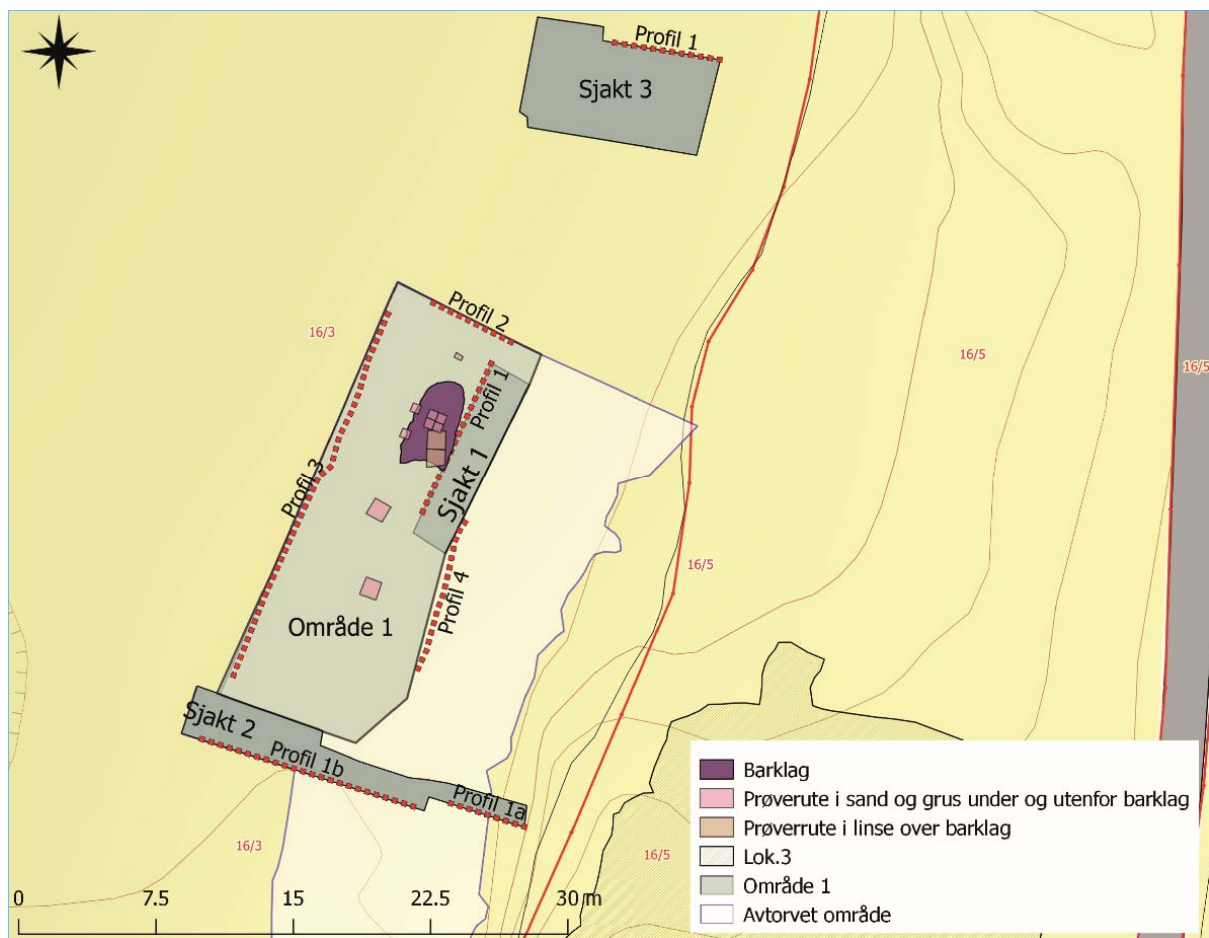 Profil 1
Sjakt 3
Profil 2
16/3
16/5
16/5
Profil 1
Sjakt 1
Profil 3
16/5
Profil 4
Område 1
Sjakt 2
Profil 1b
Profil 1a
16/3
16/5
Barklag
Prøverute i sand og grus under og utenfor barklag
Prøverrute i linse over barklag
Lok.3
Område 1
Avtorvet område
0 7.5 15 22.5 30 m